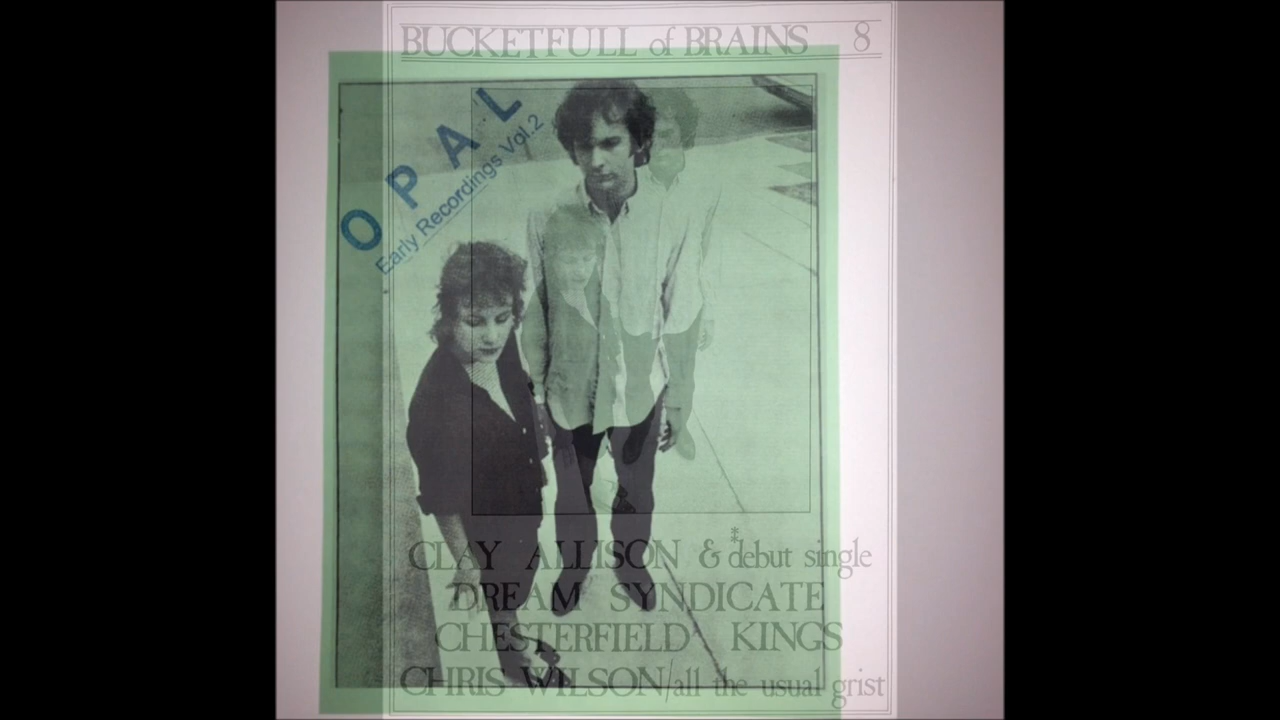 BUCKETFULL of BRAINS 8
OPAL
Early Recordings Vol.2
CLAY ALLISON & debut single
DREAM SYNDICATE
CHESTERFIELD KINGS
CHRIS WILSON/all the usual grist